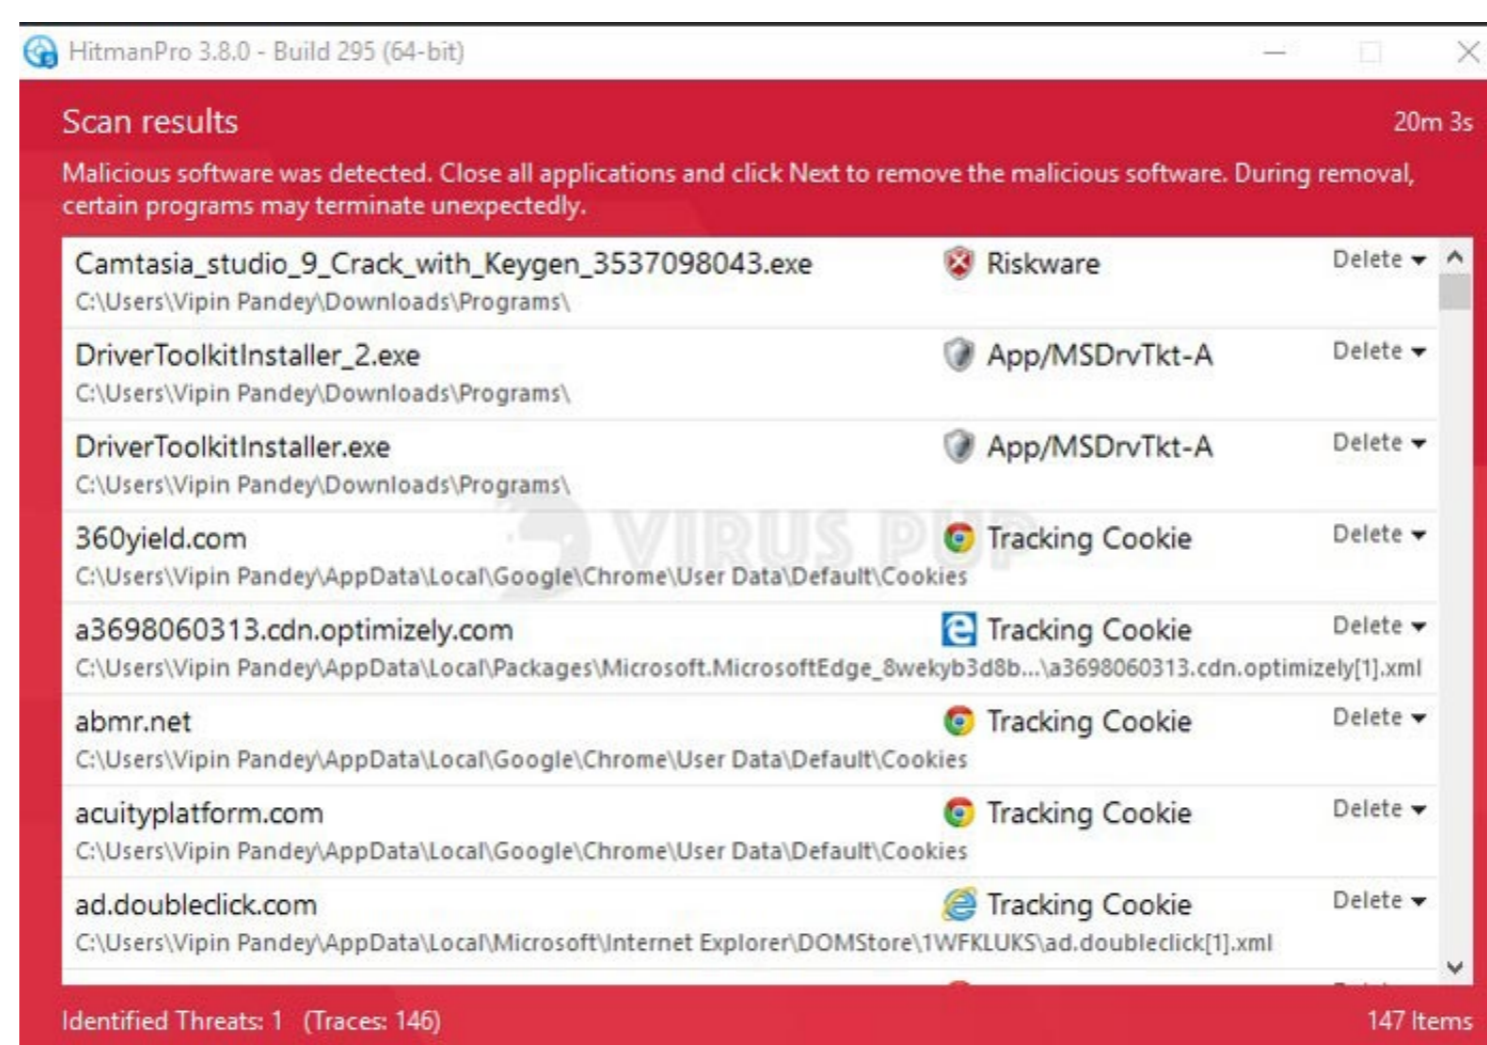 HitmanPro 3.8.0 - Build 295 (64-bit)
Scan results 20m 3s
Malicious software was detected. Close all applications and click Next to remove the malicious software. During removal,
certain programs may terminate unexpectedly.
Camtasia_studio_9_Crack_with_Keygen_3537098043.exe Riskware Delete
C:\Users\Vipin Pandey\Downloads\Programs\
DriverToolkitInstaller_2.exe App/MSDrvTkt-A Delete
C:\Users\Vipin Pandey\Downloads\Programs\
DriverToolkitInstaller.exe App/MSDrvTkt-A Delete
C:\Users\Vipin Pandey\Downloads\Programs\
VIRUS PUP
360yield.com Tracking Cookie Delete
C:\Users\Vipin Pandey\AppData\Local\Google\Chrome\User Data\Default\Cookies
a3698060313.cdn.optimizely.com Tracking Cookie Delete
C:\Users\Vipin Pandey\AppData\Local\Packages\Microsoft.MicrosoftEdge_8wekyb3d8b...\a3698060313.cdn.optimizely[1].xml
abmr.net Tracking Cookie Delete
C:\Users\Vipin Pandey\AppData\Local\Google\Chrome\User Data\Default\Cookies
acuityplatform.com Tracking Cookie Delete
C:\Users\Vipin Pandey\AppData\Local\Google\Chrome\User Data\Default\Cookies
ad.doubleclick.com Tracking Cookie Delete
C:\Users\Vipin Pandey\AppData\Local\Microsoft\Internet Explorer\DOMStore\1WFKLUKS\ad.doubleclick[1].xml
Identified Threats: 1 (Traces: 146) 147 Items